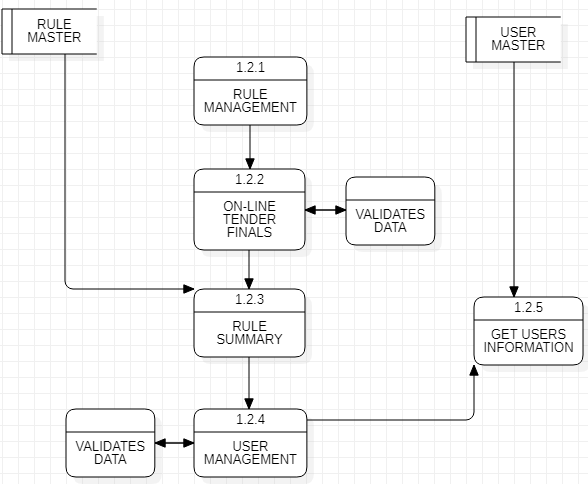 RULE
MASTER
USER
MASTER
1.2.1
RULE
MANAGEMENT
1.2.2
ON-LINE
TENDER
FINALS
VALIDATES
DATA
1.2.3
RULE
SUMMARY
1.2.5
GET USERS
INFORMATION
1.2.4
USER
MANAGEMENT
VALIDATES
DATA